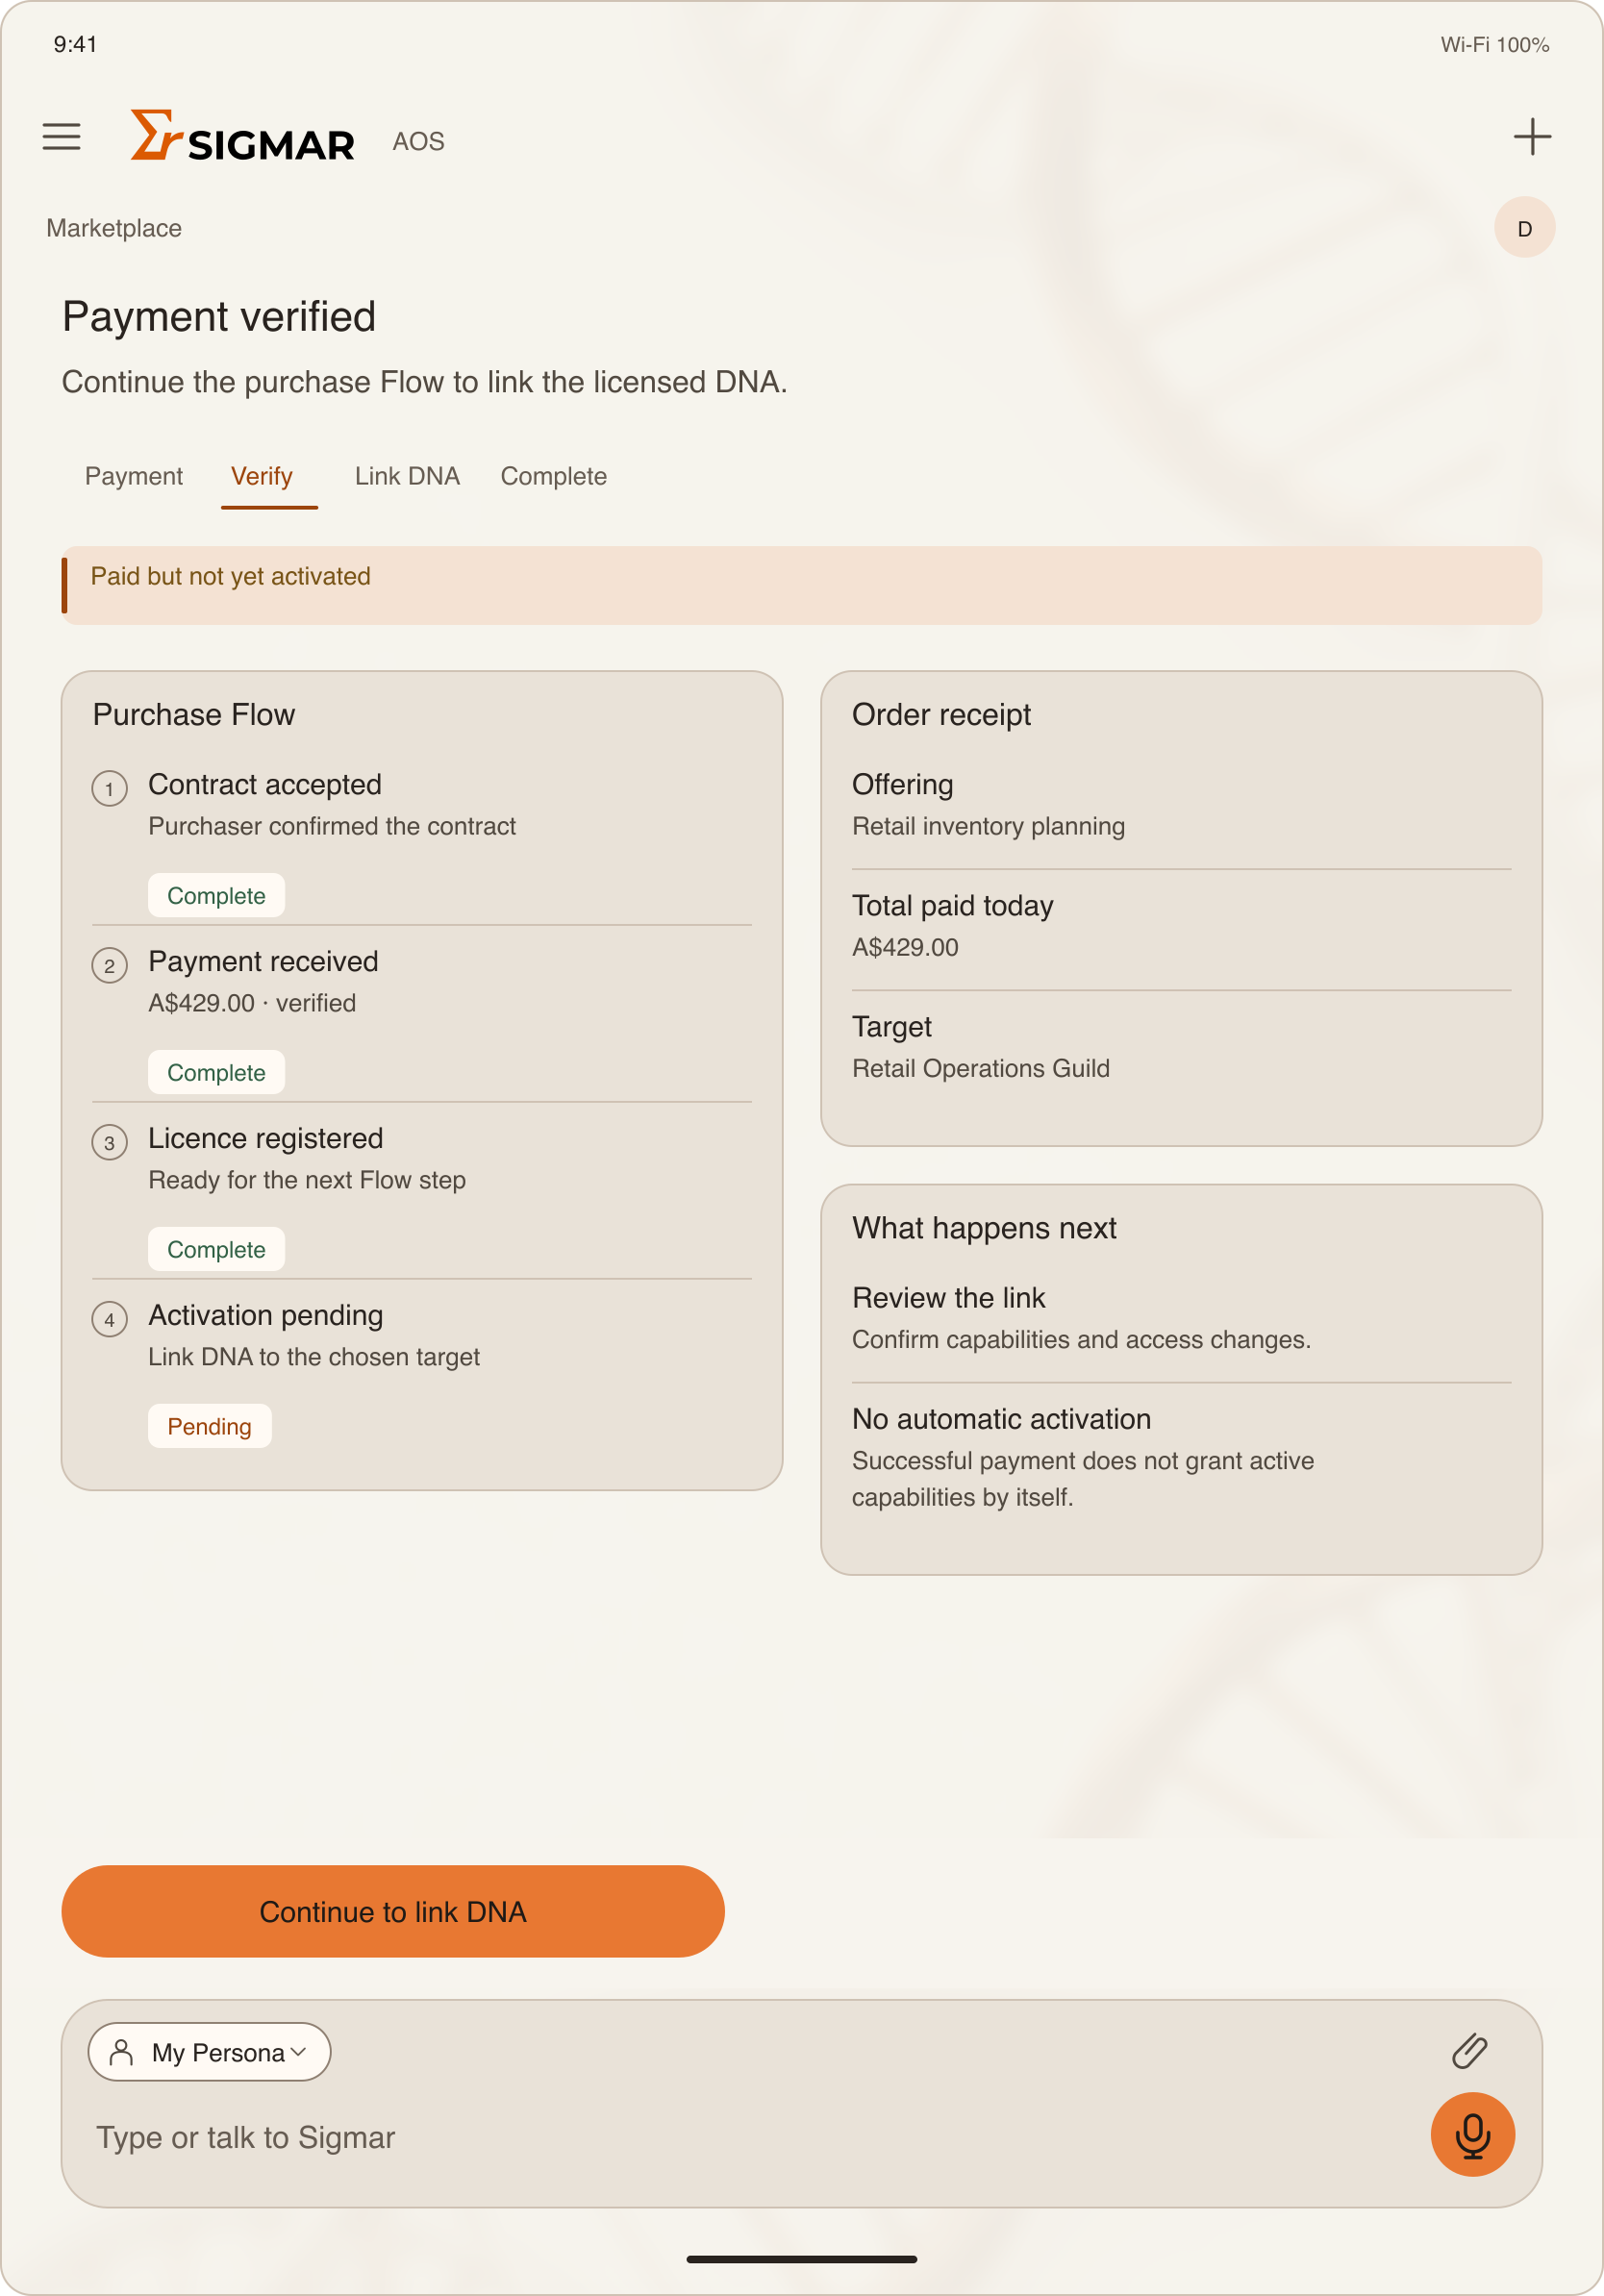 9:41
Wi-Fi 100%
Σr SIGMAR AOS
Marketplace
D
Payment verified
Continue the purchase Flow to link the licensed DNA.
Payment
Verify
Link DNA
Complete
Paid but not yet activated
Purchase Flow
1
Contract accepted
Purchaser confirmed the contract
Complete
2
Payment received
A$429.00 · verified
Complete
3
Licence registered
Ready for the next Flow step
Complete
4
Activation pending
Link DNA to the chosen target
Pending
Order receipt
Offering
Retail inventory planning
Total paid today
A$429.00
Target
Retail Operations Guild
What happens next
Review the link
Confirm capabilities and access changes.
No automatic activation
Successful payment does not grant active
capabilities by itself.
Continue to link DNA
My Persona
Type or talk to Sigmar